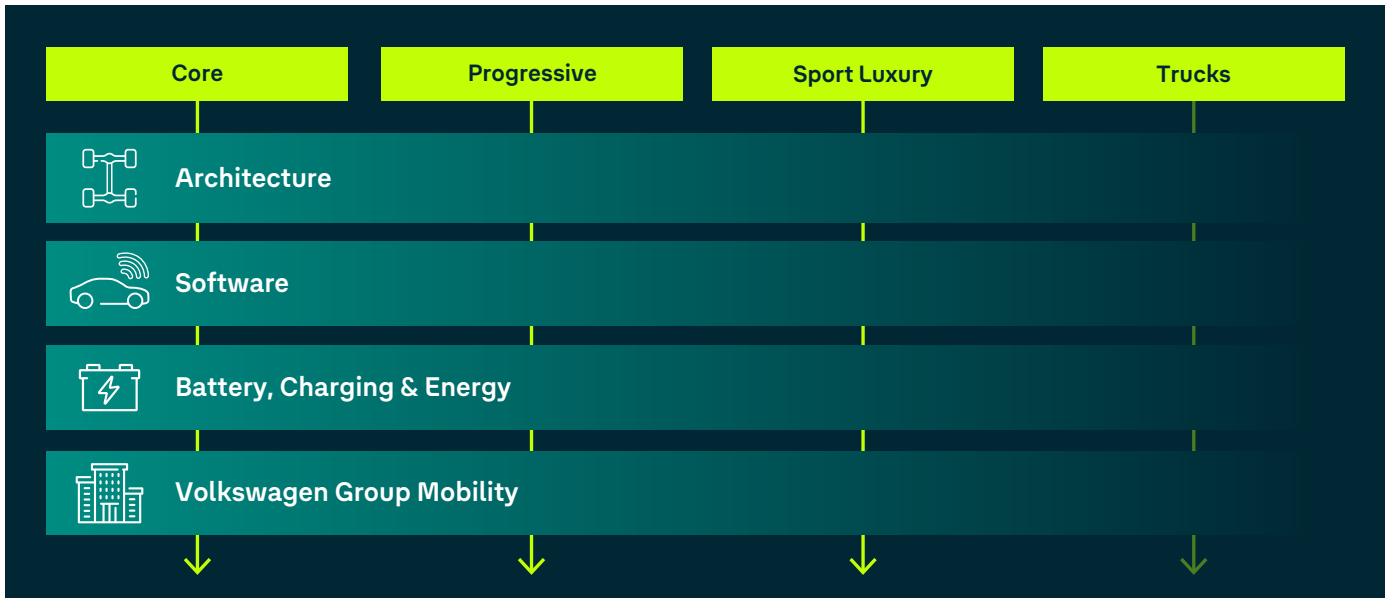 Core
Progressive
Sport Luxury
Trucks
Architecture
Software
Battery, Charging & Energy
Volkswagen Group Mobility